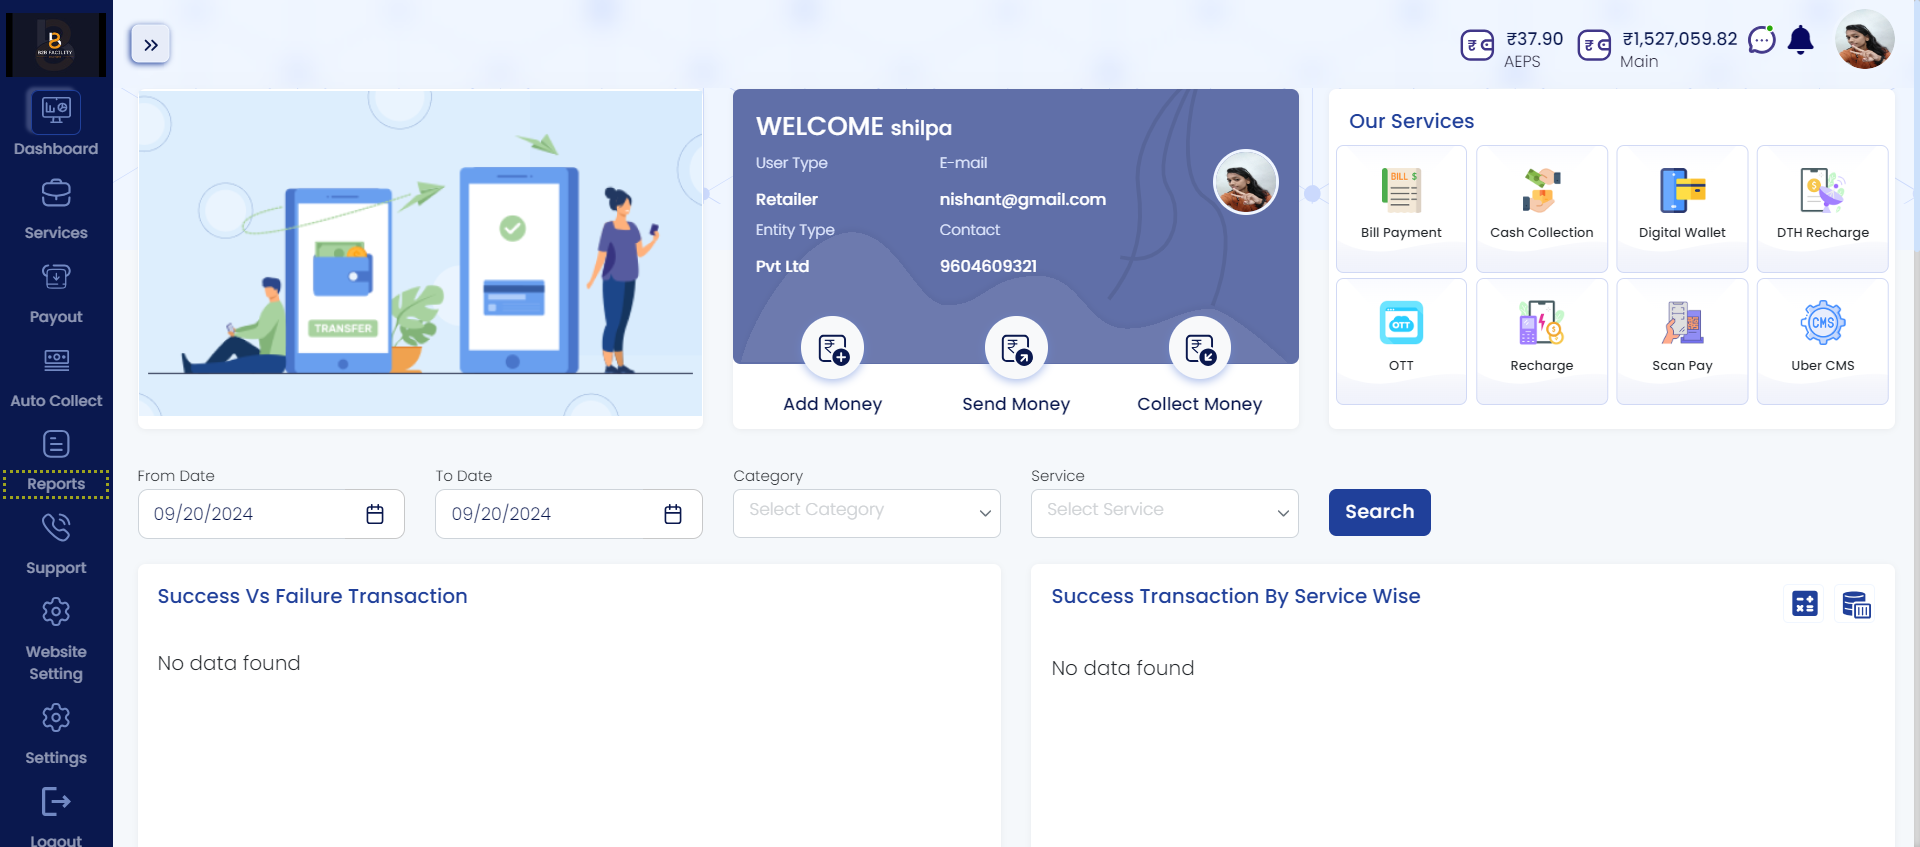 B2B FACILITY
₹37.90
AEPS
₹1,527,059.82
Main
Dashboard
Services
Payout
Auto Collect
Reports
Support
Website
Setting
Settings
Logout
TRANSFER
WELCOME shilpa
User Type
E-mail
Retailer
nishant@gmail.com
Entity Type
Contact
Pvt Ltd
9604609321
Add Money
Send Money
Collect Money
Our Services
BILL $
Bill Payment
Cash Collection
Digital Wallet
DTH Recharge
OTT
OTT
Recharge
Scan Pay
CMS
Uber CMS
From Date
09/20/2024
To Date
09/20/2024
Category
Select Category
Service
Select Service
Search
Success Vs Failure Transaction
No data found
Success Transaction By Service Wise
No data found